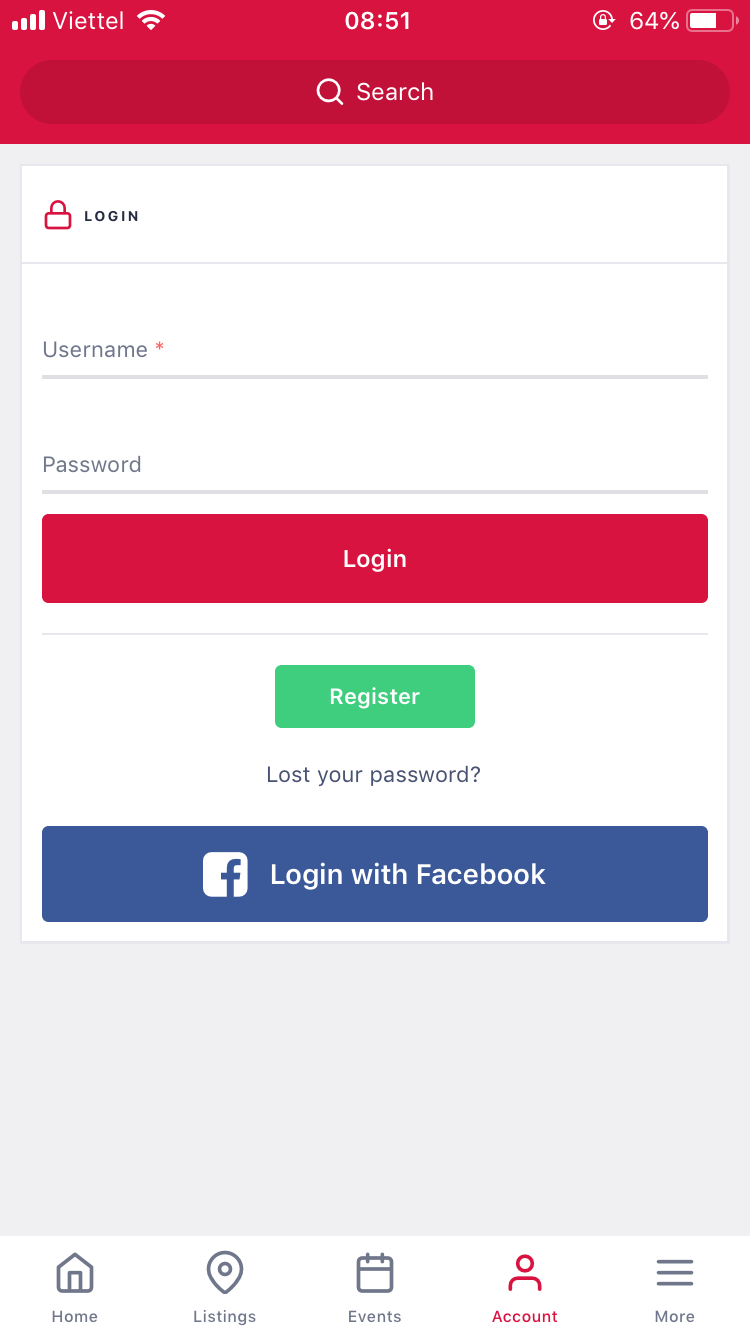 Viettel 08:51 64%
Search
LOGIN
Username *
Password
Login
Register
Lost your password?
Login with Facebook
Home Listings Events Account More